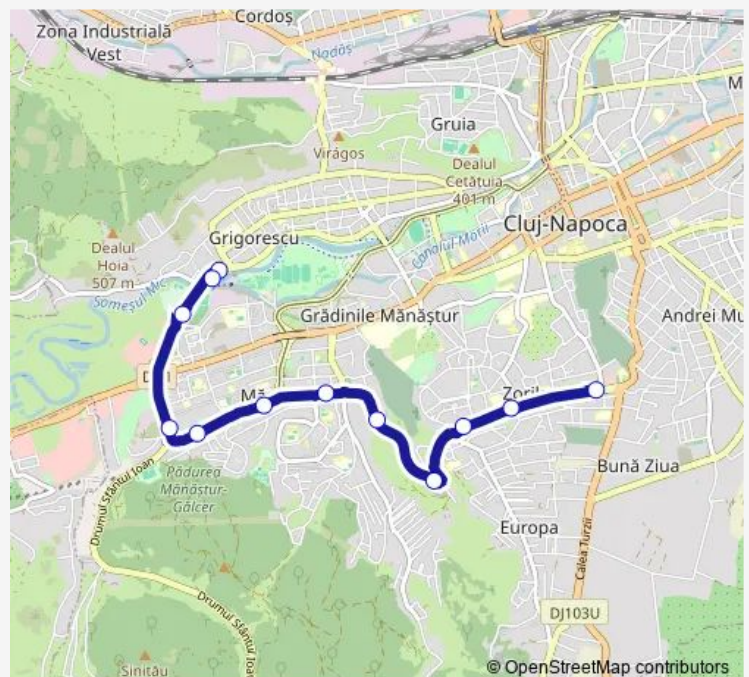 Cordoș
Zona Industrială
Vest
Nadăș
Gruia
Virágos
Dealul
Cetățuia
401 m
Cluj-Napoca
Grigorescu
Canalul Morii
Dealul
Hoia
507 m
Someșul Mic
Grădinile Mănăștur
Andrei Mu
Bună Ziua
Pădurea
Mănăștur-
Gâlcer
Drumul Sfântul Ioan
Europa
Calea Turzii
DJ103U
Drumul Sfântul Ioa
Sinitău
© OpenStreetMap contributors